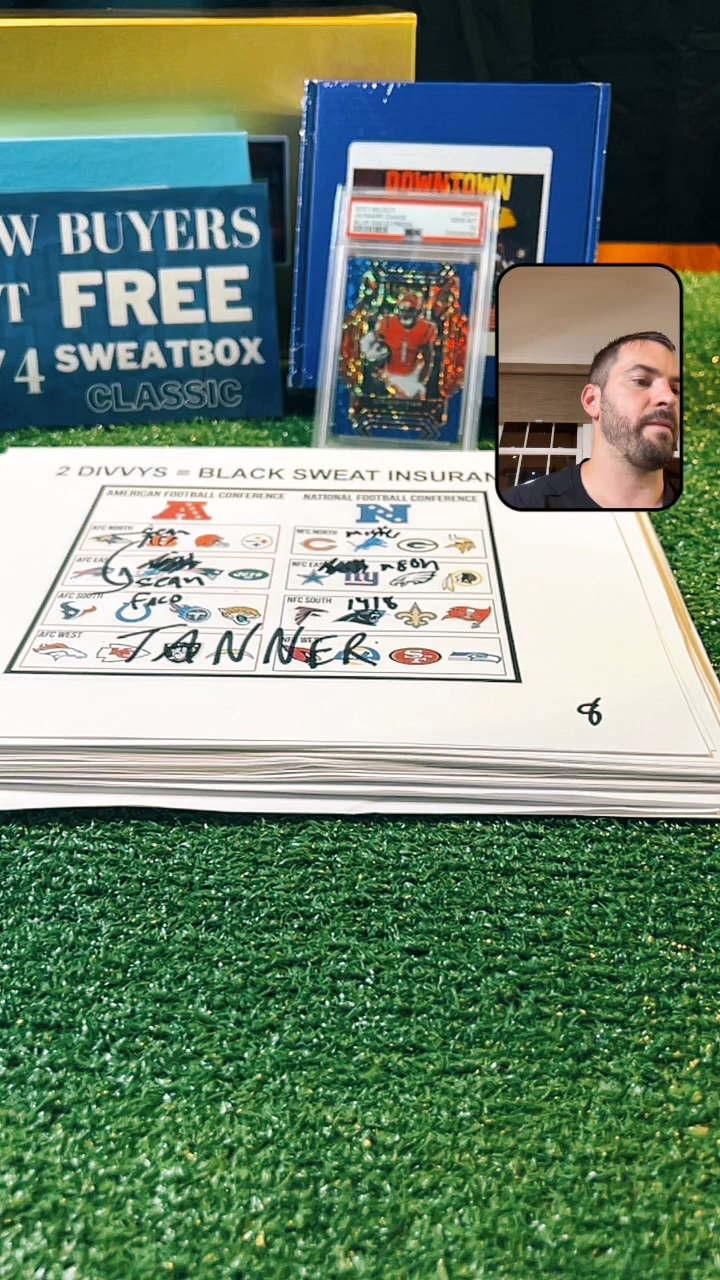 DOWNTOWN
W BUYERS
T FREE
/4 SWEATBOX
CLASSIC
2 DIVVYS = BLACK SWEAT INSURAN
AMERICAN FOOTBALL CONFERENCE
NATIONAL FOOTBALL CONFERENCE
AFC NORTH
Sean
NFC NORTH
AFC EAST
Sean
NFC EAST
AFC SOUTH
NFC SOUTH
1418
AFC WEST
NFC WEST
TANNER
8